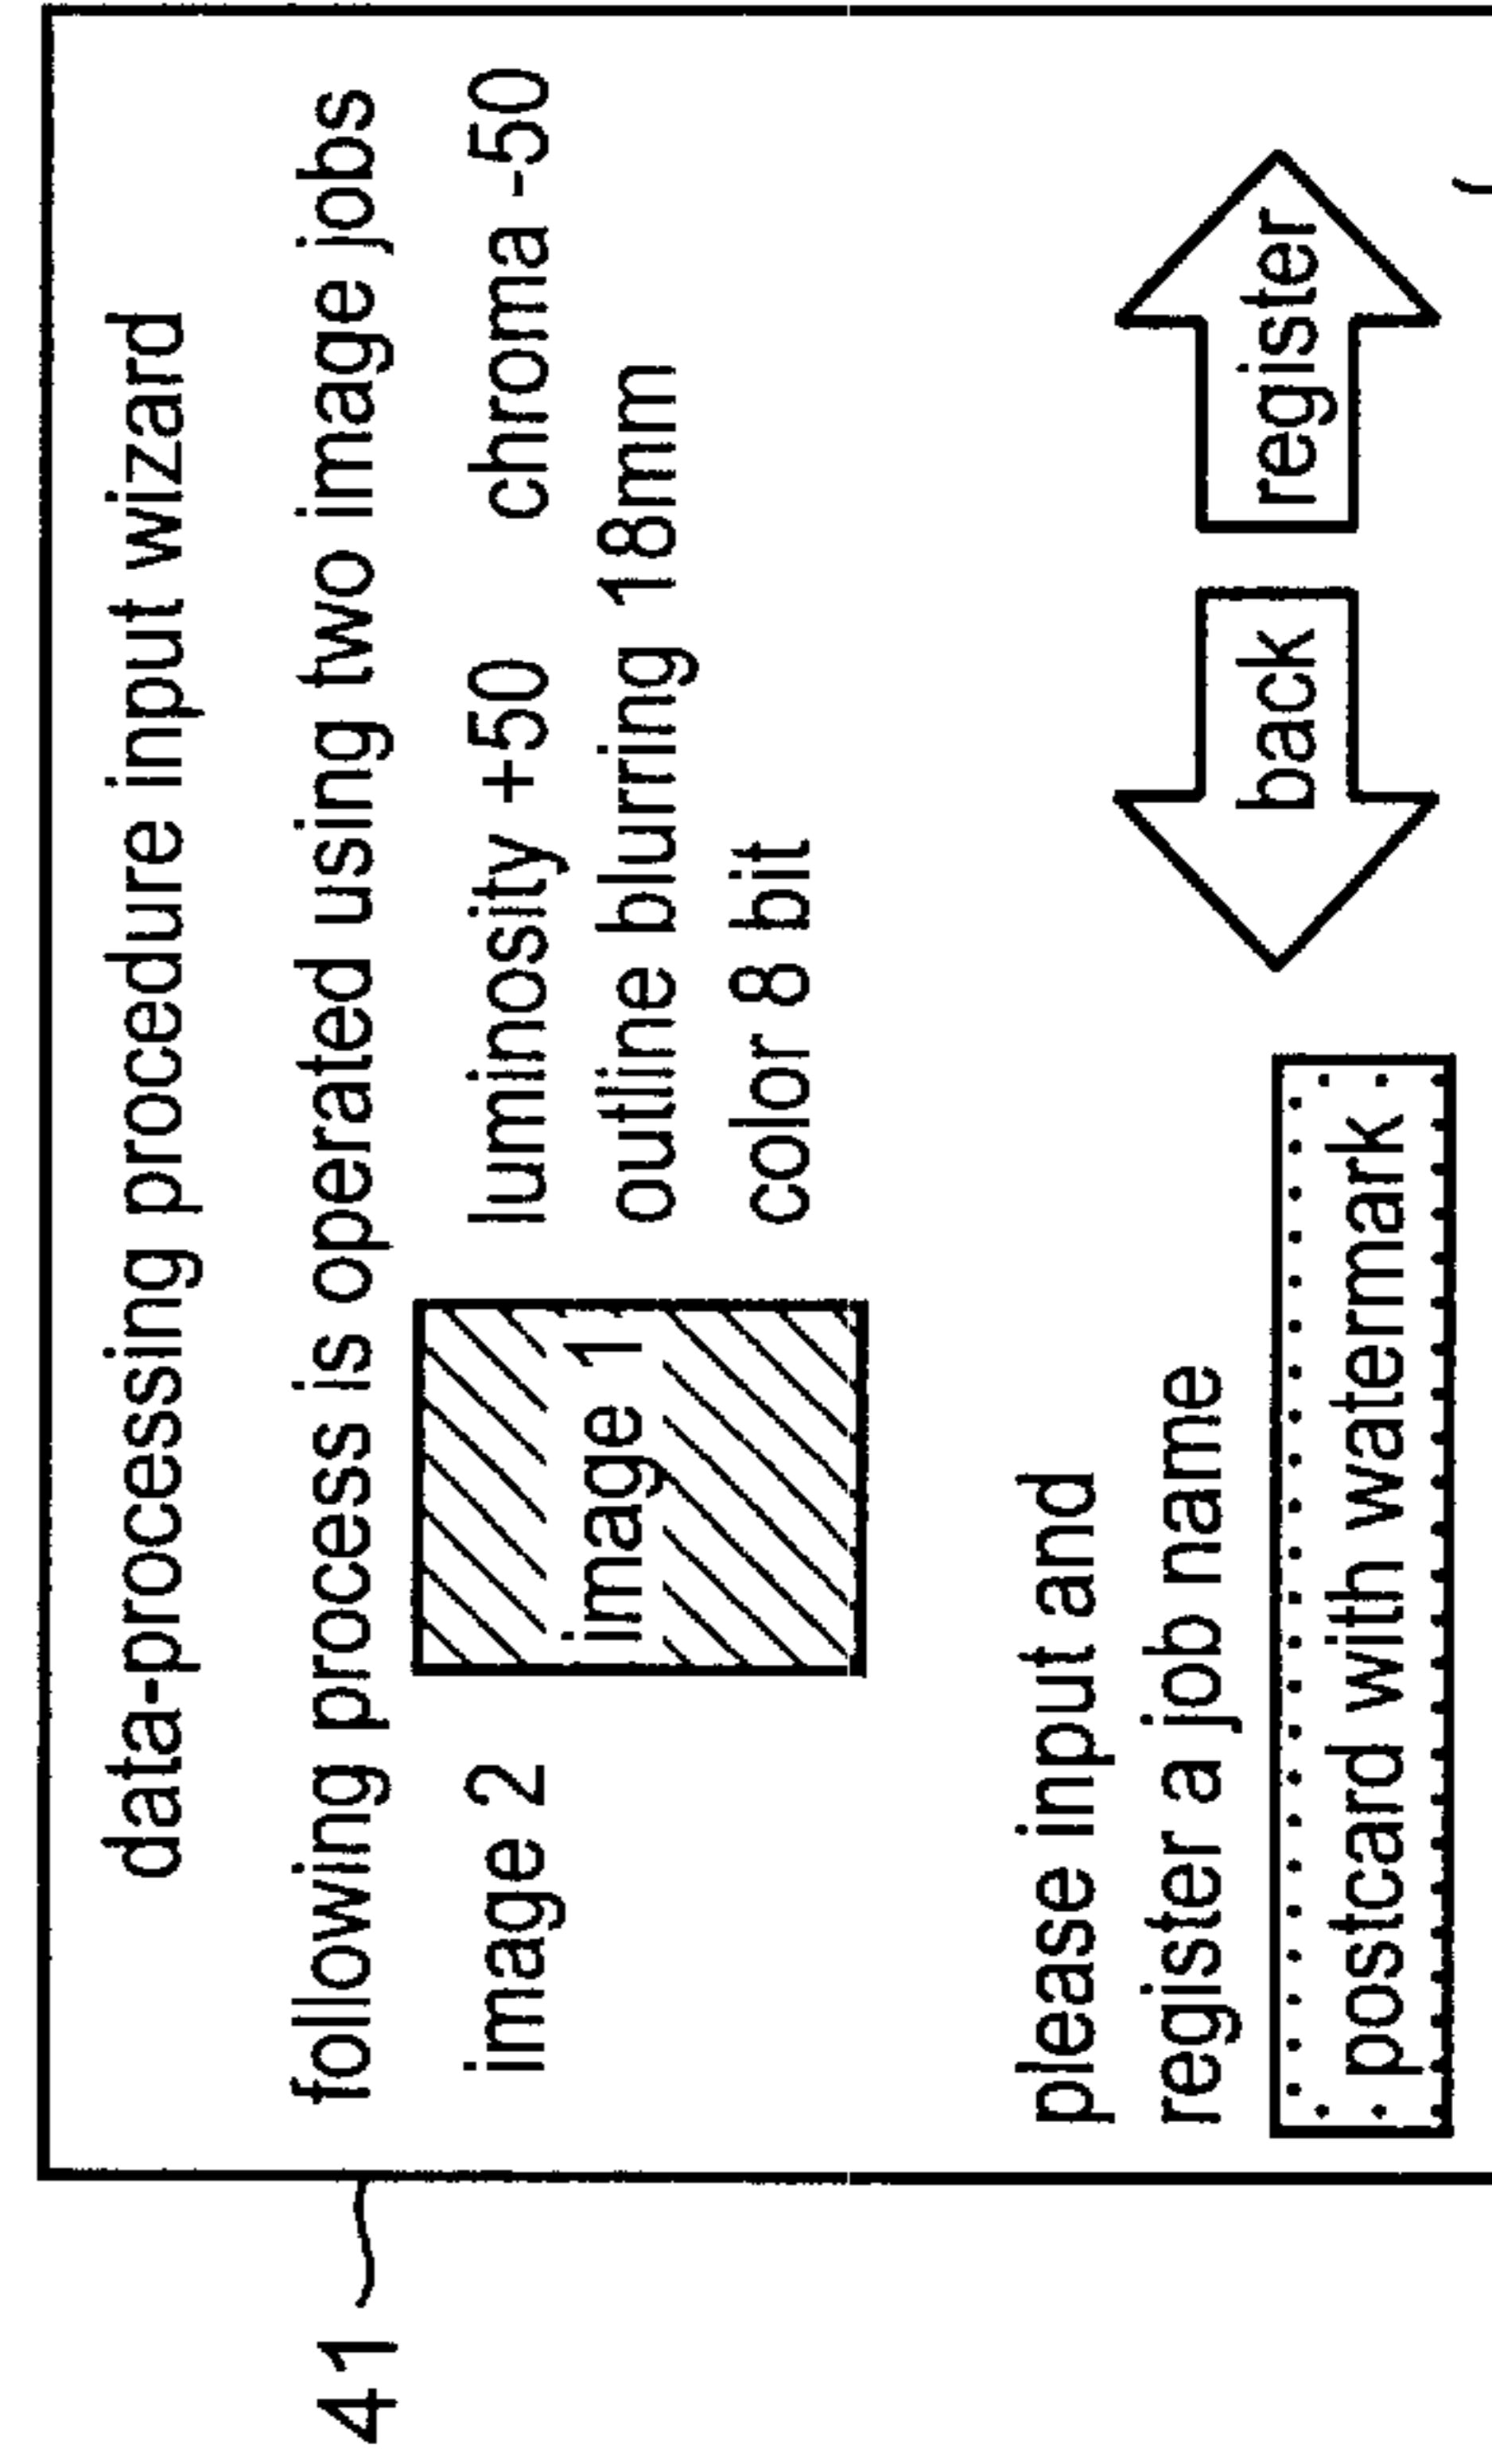 data-processing procedure input wizard
following process is operated using two image jobs
image 2
image 1
luminosity +50 chroma -50
outline blurring 18mm
color 8 bit
please input and
register a job name
postcard with watermark
back
register
41